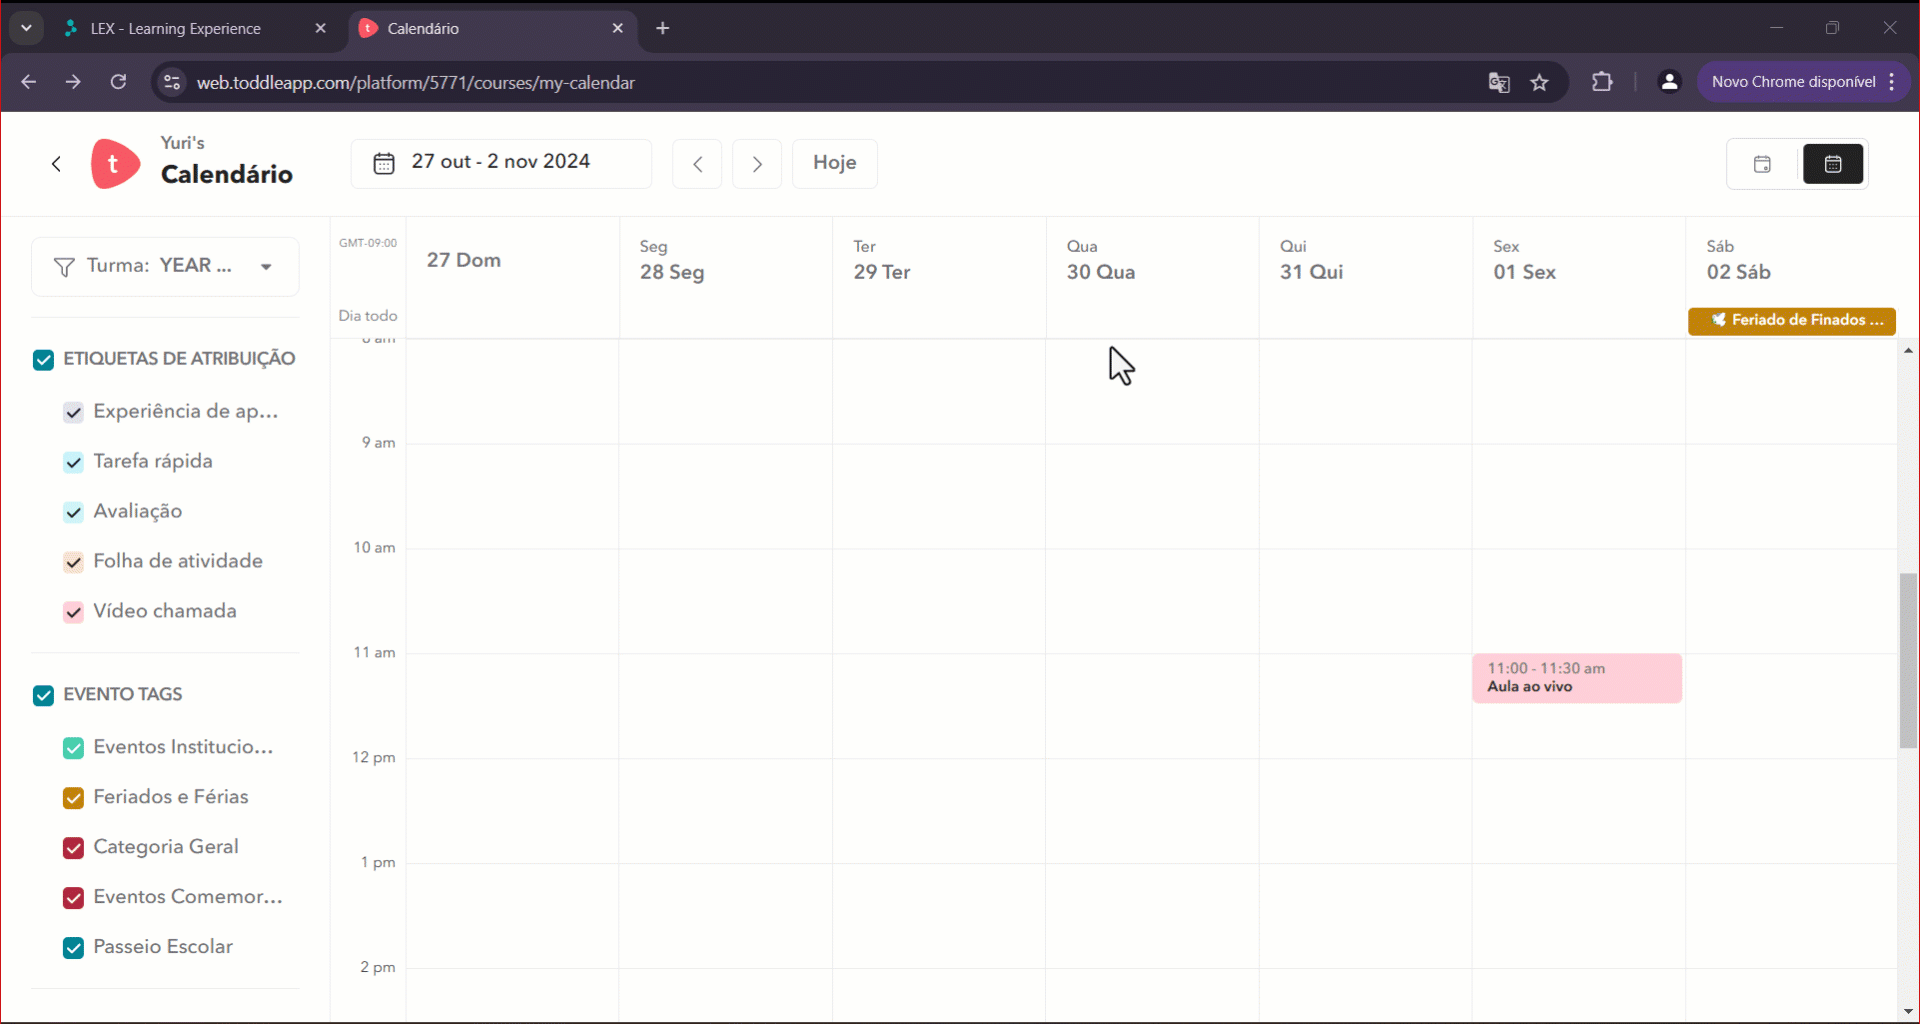 LEX - Learning Experience
Calendário
web.toddleapp.com/platform/5771/courses/my-calendar
Novo Chrome disponível
t
Yuri's
Calendário
27 out - 2 nov 2024
Hoje
Turma: YEAR ...
GMT-09:00
27 Dom
Seg
28 Seg
Ter
29 Ter
Qua
30 Qua
Qui
31 Qui
Sex
01 Sex
Sáb
02 Sáb
Dia todo
Feriado de Finados ...
ETIQUETAS DE ATRIBUIÇÃO
Experiência de ap...
Tarefa rápida
Avaliação
Folha de atividade
Vídeo chamada
EVENTO TAGS
Eventos Institucio...
Feriados e Férias
Categoria Geral
Eventos Comemor...
Passeio Escolar
9 am
10 am
11 am
11:00 - 11:30 am
Aula ao vivo
12 pm
1 pm
2 pm